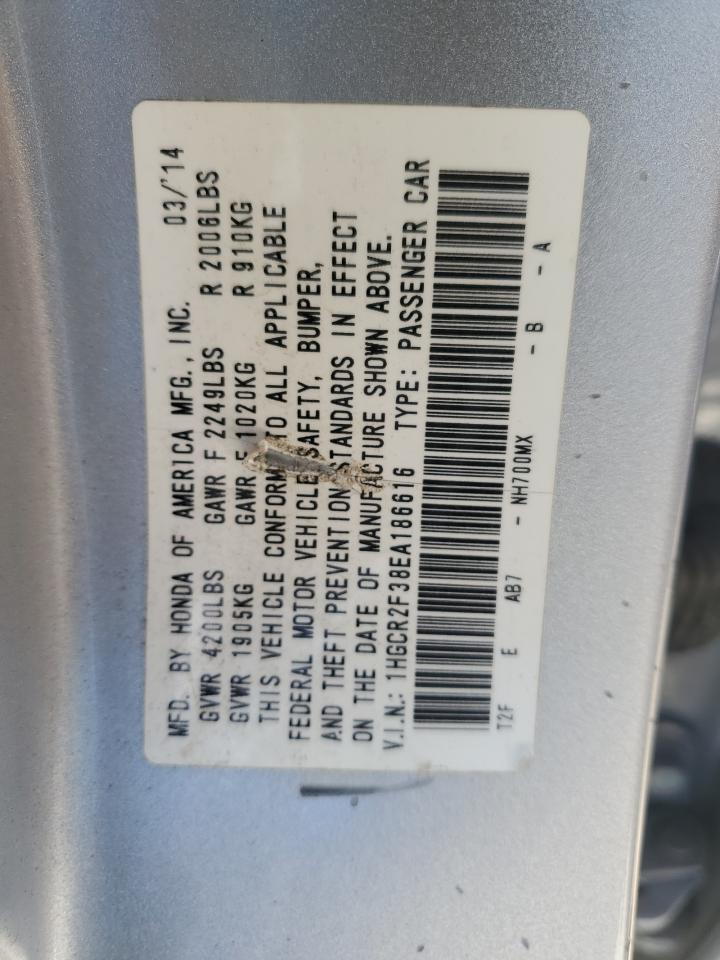 MFD. BY HONDA OF AMERICA MFG., INC. 03/'14
GVWR 4200LBS GAWR F 2249LBS R 2006LBS
GVWR 1905KG GAWR F 1020KG R 910KG
THIS VEHICLE CONFORMS TO ALL APPLICABLE
FEDERAL MOTOR VEHICLE SAFETY, BUMPER,
AND THEFT PREVENTION STANDARDS IN EFFECT
ON THE DATE OF MANUFACTURE SHOWN ABOVE.
V.I.N.: 1HGCR2F38EA186616 TYPE: PASSENGER CAR
T2F E AB7 - NH700MX - B - A